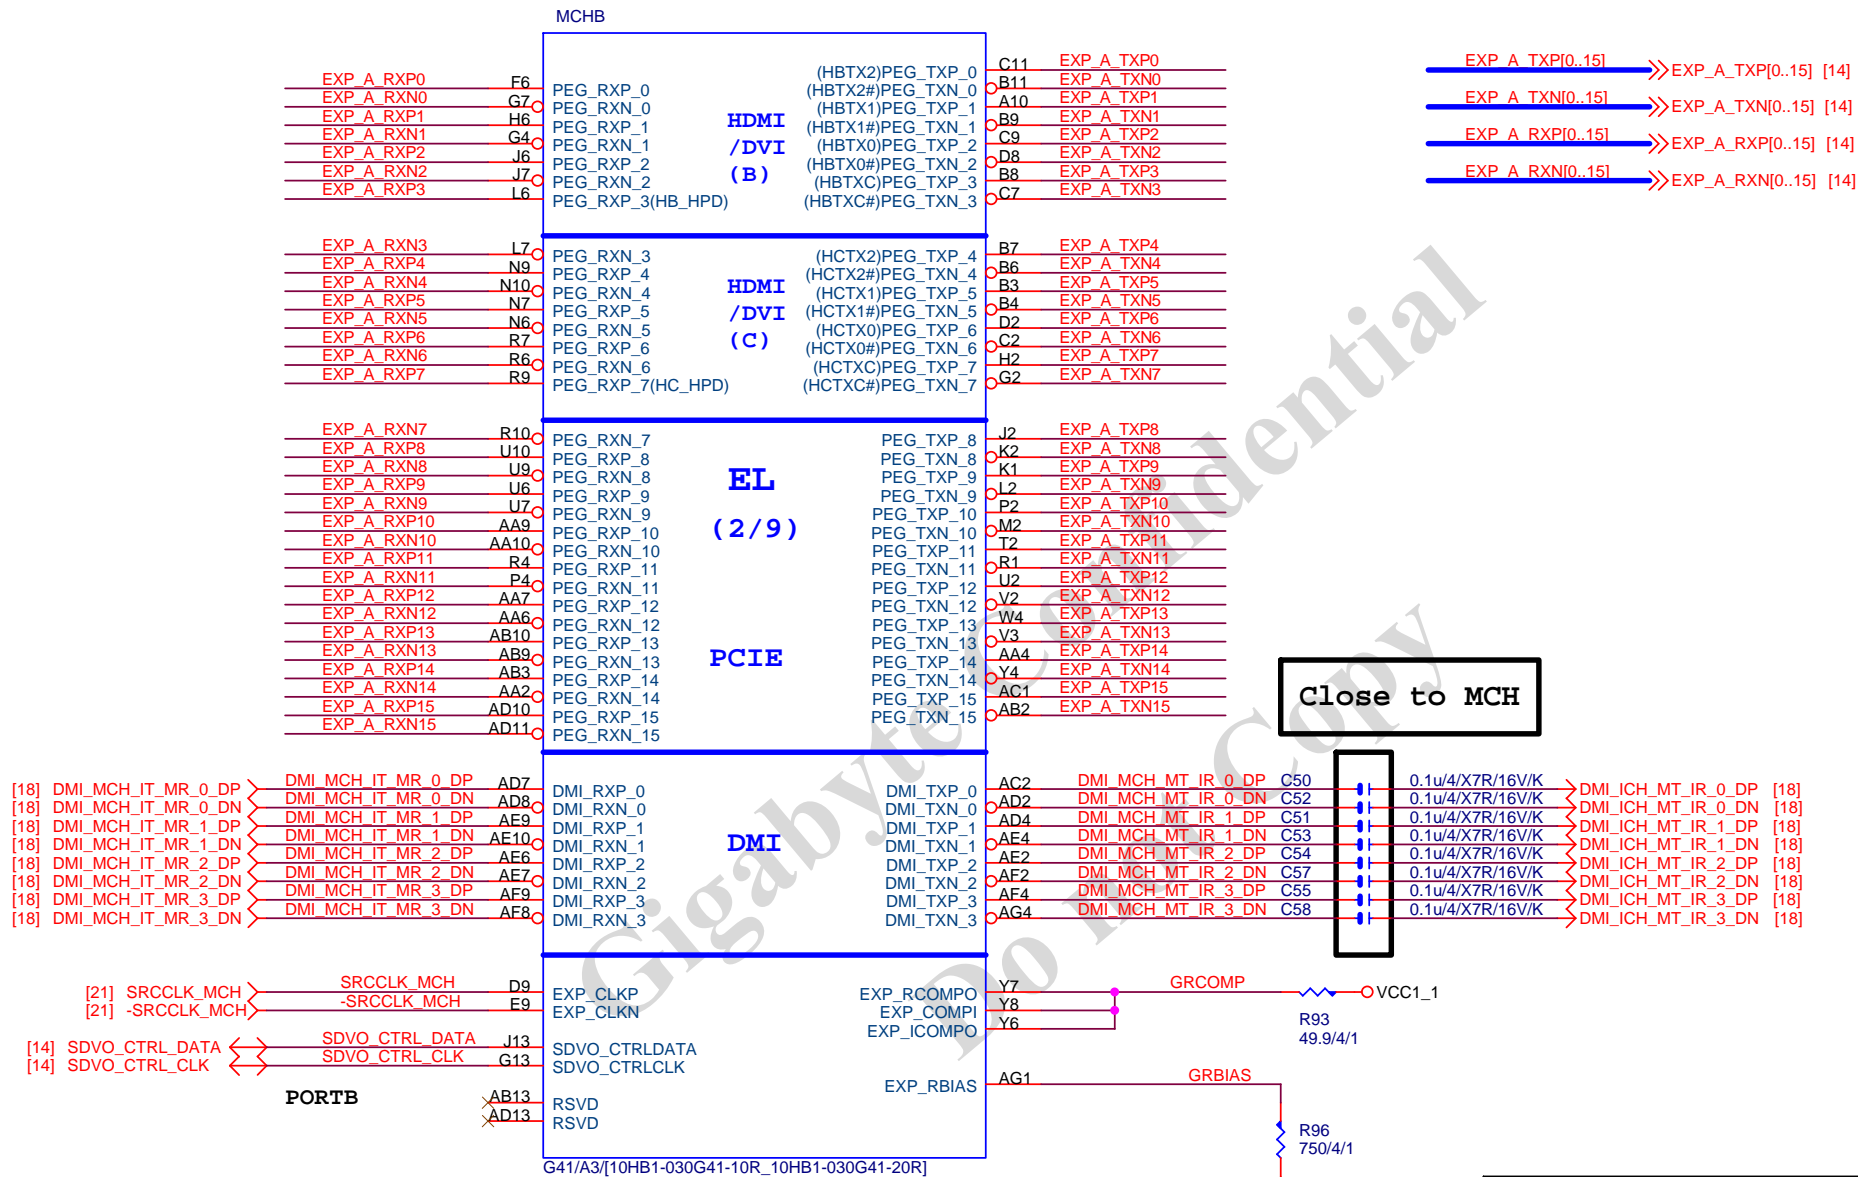 MCHB
EXP_A_RXP0 F6 PEG_RXP_0
EXP_A_RXN0 G7 PEG_RXN_0
EXP_A_RXP1 H6 PEG_RXP_1
EXP_A_RXN1 G4 PEG_RXN_1
EXP_A_RXP2 J6 PEG_RXP_2
EXP_A_RXN2 J7 PEG_RXN_2
EXP_A_RXP3 L6 PEG_RXP_3(HB_HPD)
HDMI
/DVI
(B)
(HBTX2)PEG_TXP_0 C11 EXP_A_TXP0
(HBTX2#)PEG_TXN_0 B11 EXP_A_TXN0
(HBTX1)PEG_TXP_1 A10 EXP_A_TXP1
(HBTX1#)PEG_TXN_1 B9 EXP_A_TXN1
(HBTX0)PEG_TXP_2 C9 EXP_A_TXP2
(HBTX0#)PEG_TXN_2 D8 EXP_A_TXN2
(HBTXC)PEG_TXP_3 B8 EXP_A_TXP3
(HBTXC#)PEG_TXN_3 C7 EXP_A_TXN3
EXP_A_TXP[0..15] EXP_A_TXP[0..15] [14]
EXP_A_TXN[0..15] EXP_A_TXN[0..15] [14]
EXP_A_RXP[0..15] EXP_A_RXP[0..15] [14]
EXP_A_RXN[0..15] EXP_A_RXN[0..15] [14]
EXP_A_RXN3 L7 PEG_RXN_3
EXP_A_RXP4 N9 PEG_RXP_4
EXP_A_RXN4 N10 PEG_RXN_4
EXP_A_RXP5 N7 PEG_RXP_5
EXP_A_RXN5 N6 PEG_RXN_5
EXP_A_RXP6 R7 PEG_RXP_6
EXP_A_RXN6 R6 PEG_RXN_6
EXP_A_RXP7 R9 PEG_RXP_7(HC_HPD)
HDMI
/DVI
(C)
(HCTX2)PEG_TXP_4 B7 EXP_A_TXP4
(HCTX2#)PEG_TXN_4 B6 EXP_A_TXN4
(HCTX1)PEG_TXP_5 B3 EXP_A_TXP5
(HCTX1#)PEG_TXN_5 B4 EXP_A_TXN5
(HCTX0)PEG_TXP_6 D2 EXP_A_TXP6
(HCTX0#)PEG_TXN_6 C2 EXP_A_TXN6
(HCTXC)PEG_TXP_7 H2 EXP_A_TXP7
(HCTXC#)PEG_TXN_7 G2 EXP_A_TXN7
EXP_A_RXN7 R10 PEG_RXN_7
EXP_A_RXP8 U10 PEG_RXP_8
EXP_A_RXN8 U9 PEG_RXN_8
EXP_A_RXP9 U6 PEG_RXP_9
EXP_A_RXN9 U7 PEG_RXN_9
EXP_A_RXP10 AA9 PEG_RXP_10
EXP_A_RXN10 AA10 PEG_RXN_10
EXP_A_RXP11 R4 PEG_RXP_11
EXP_A_RXN11 P4 PEG_RXN_11
EXP_A_RXP12 AA7 PEG_RXP_12
EXP_A_RXN12 AA6 PEG_RXN_12
EXP_A_RXP13 AB10 PEG_RXP_13
EXP_A_RXN13 AB9 PEG_RXN_13
EXP_A_RXP14 AB3 PEG_RXP_14
EXP_A_RXN14 AA2 PEG_RXN_14
EXP_A_RXP15 AD10 PEG_RXP_15
EXP_A_RXN15 AD11 PEG_RXN_15
EL
(2/9)
PCIE
PEG_TXP_8 J2 EXP_A_TXP8
PEG_TXN_8 K2 EXP_A_TXN8
PEG_TXP_9 K1 EXP_A_TXP9
PEG_TXN_9 L2 EXP_A_TXN9
PEG_TXP_10 P2 EXP_A_TXP10
PEG_TXN_10 M2 EXP_A_TXN10
PEG_TXP_11 T2 EXP_A_TXP11
PEG_TXN_11 R1 EXP_A_TXN11
PEG_TXP_12 U2 EXP_A_TXP12
PEG_TXN_12 V2 EXP_A_TXN12
PEG_TXP_13 W4 EXP_A_TXP13
PEG_TXN_13 V3 EXP_A_TXN13
PEG_TXP_14 AA4 EXP_A_TXP14
PEG_TXN_14 Y4 EXP_A_TXN14
PEG_TXP_15 AC1 EXP_A_TXP15
PEG_TXN_15 AB2 EXP_A_TXN15
Close to MCH
[18] DMI_MCH_IT_MR_0_DP DMI_MCH_IT_MR_0_DP AD7 DMI_RXP_0
[18] DMI_MCH_IT_MR_0_DN DMI_MCH_IT_MR_0_DN AD8 DMI_RXN_0
[18] DMI_MCH_IT_MR_1_DP DMI_MCH_IT_MR_1_DP AE9 DMI_RXP_1
[18] DMI_MCH_IT_MR_1_DN DMI_MCH_IT_MR_1_DN AE10 DMI_RXN_1
[18] DMI_MCH_IT_MR_2_DP DMI_MCH_IT_MR_2_DP AE6 DMI_RXP_2
[18] DMI_MCH_IT_MR_2_DN DMI_MCH_IT_MR_2_DN AE7 DMI_RXN_2
[18] DMI_MCH_IT_MR_3_DP DMI_MCH_IT_MR_3_DP AF9 DMI_RXP_3
[18] DMI_MCH_IT_MR_3_DN DMI_MCH_IT_MR_3_DN AF8 DMI_RXN_3
DMI
DMI_TXP_0 AC2 DMI_MCH_MT_IR_0_DP C50 0.1u/4/X7R/16V/K DMI_ICH_MT_IR_0_DP [18]
DMI_TXN_0 AD2 DMI_MCH_MT_IR_0_DN C52 0.1u/4/X7R/16V/K DMI_ICH_MT_IR_0_DN [18]
DMI_TXP_1 AD4 DMI_MCH_MT_IR_1_DP C51 0.1u/4/X7R/16V/K DMI_ICH_MT_IR_1_DP [18]
DMI_TXN_1 AE4 DMI_MCH_MT_IR_1_DN C53 0.1u/4/X7R/16V/K DMI_ICH_MT_IR_1_DN [18]
DMI_TXP_2 AE2 DMI_MCH_MT_IR_2_DP C54 0.1u/4/X7R/16V/K DMI_ICH_MT_IR_2_DP [18]
DMI_TXN_2 AF2 DMI_MCH_MT_IR_2_DN C57 0.1u/4/X7R/16V/K DMI_ICH_MT_IR_2_DN [18]
DMI_TXP_3 AF4 DMI_MCH_MT_IR_3_DP C55 0.1u/4/X7R/16V/K DMI_ICH_MT_IR_3_DP [18]
DMI_TXN_3 AG4 DMI_MCH_MT_IR_3_DN C58 0.1u/4/X7R/16V/K DMI_ICH_MT_IR_3_DN [18]
[21] SRCCLK_MCH SRCCLK_MCH D9 EXP_CLKP
[21] -SRCCLK_MCH -SRCCLK_MCH E9 EXP_CLKN
[14] SDVO_CTRL_DATA SDVO_CTRL_DATA J13 SDVO_CTRLDATA
[14] SDVO_CTRL_CLK SDVO_CTRL_CLK G13 SDVO_CTRLCLK
PORTB
AB13 RSVD
AD13 RSVD
EXP_RCOMPO Y7 GRCOMP VCC1_1
EXP_COMPI Y8
EXP_ICOMPO Y6
R93
49.9/4/1
EXP_RBIAS AG1 GRBIAS
R96
750/4/1
G41/A3/[10HB1-030G41-10R_10HB1-030G41-20R]
Gigabyte Confidential
Do not Copy